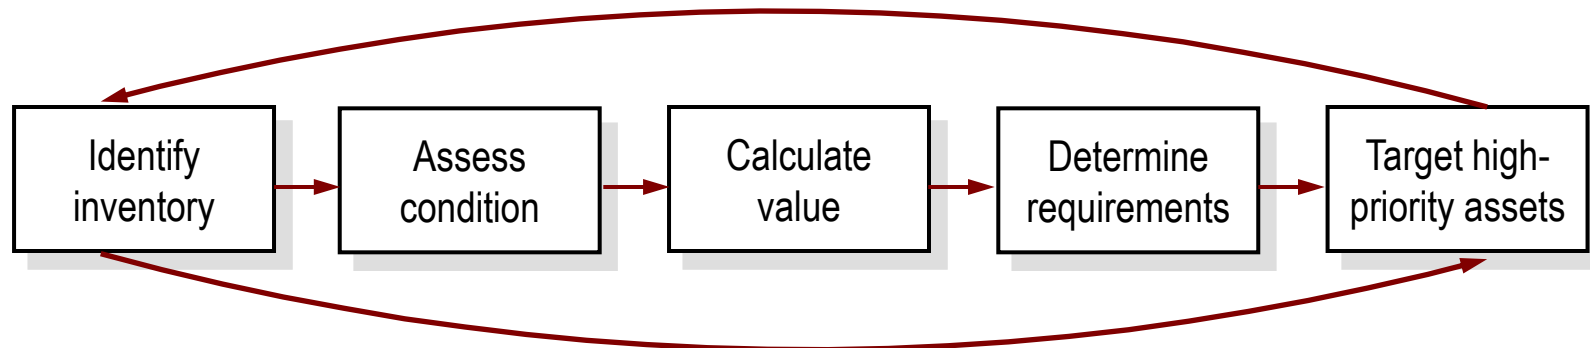 Identify
inventory
Assess
condition
Calculate
value
Determine
requirements
Target high-
priority assets